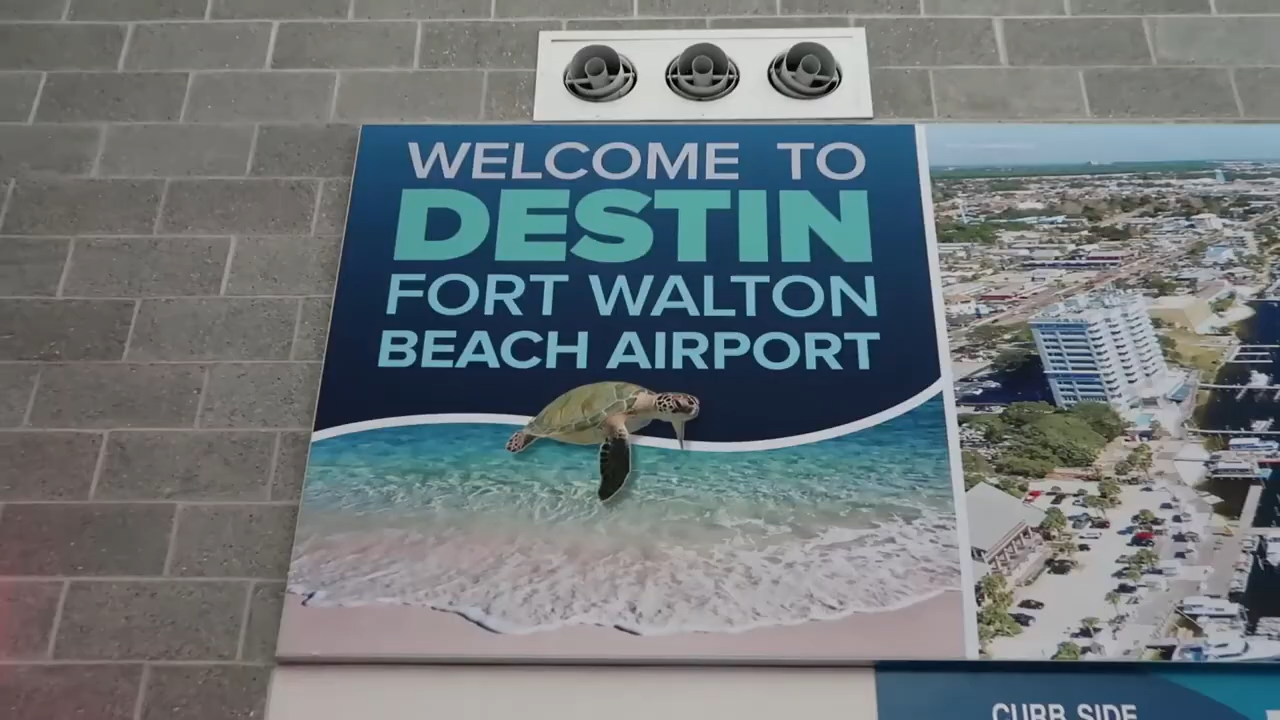 WELCOME TO
DESTIN
FORT WALTON
BEACH AIRPORT
CURB SIDE